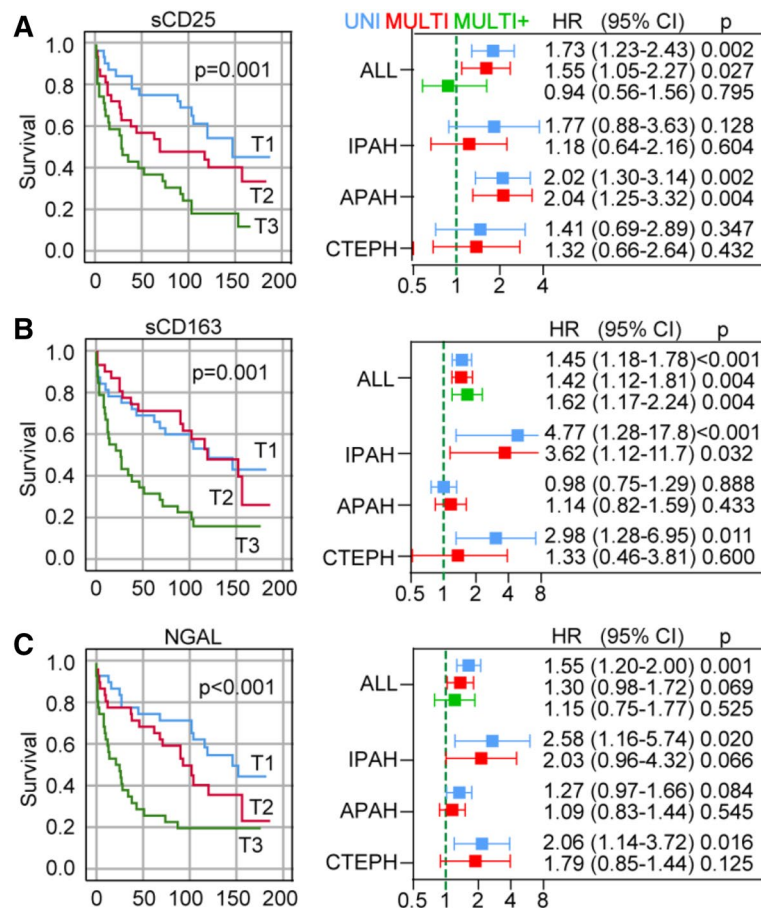 A
sCD25
UNI MULTI MULTI+ HR (95% CI) p
Survival
1.0
0.8
0.6
0.4
0.2
0.0
p=0.001
T1
T2
T3
0 50 100 150 200
ALL
1.73 (1.23-2.43) 0.002
1.55 (1.05-2.27) 0.027
0.94 (0.56-1.56) 0.795
IPAH
1.77 (0.88-3.63) 0.128
1.18 (0.64-2.16) 0.604
APAH
2.02 (1.30-3.14) 0.002
2.04 (1.25-3.32) 0.004
CTEPH
1.41 (0.69-2.89) 0.347
1.32 (0.66-2.64) 0.432
0.5 1 2 4
B
sCD163
HR (95% CI) p
Survival
1.0
0.8
0.6
0.4
0.2
0.0
p=0.001
T1
T2
T3
0 50 100 150 200
ALL
1.45 (1.18-1.78)<0.001
1.42 (1.12-1.81) 0.004
1.62 (1.17-2.24) 0.004
IPAH
4.77 (1.28-17.8)<0.001
3.62 (1.12-11.7) 0.032
APAH
0.98 (0.75-1.29) 0.888
1.14 (0.82-1.59) 0.433
CTEPH
2.98 (1.28-6.95) 0.011
1.33 (0.46-3.81) 0.600
0.5 1 2 4 8
C
NGAL
HR (95% CI) p
Survival
1.0
0.8
0.6
0.4
0.2
0.0
p<0.001
T1
T2
T3
0 50 100 150 200
ALL
1.55 (1.20-2.00) 0.001
1.30 (0.98-1.72) 0.069
1.15 (0.75-1.77) 0.525
IPAH
2.58 (1.16-5.74) 0.020
2.03 (0.96-4.32) 0.066
APAH
1.27 (0.97-1.66) 0.084
1.09 (0.83-1.44) 0.545
CTEPH
2.06 (1.14-3.72) 0.016
1.79 (0.85-1.44) 0.125
0.5 1 2 4 8